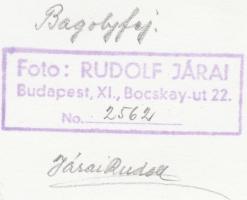 Bagolyfej.
Foto: RUDOLF JÁRAI
Budapest, XI., Bocskay-ut 22.
No. 2562
Járai Rudolf